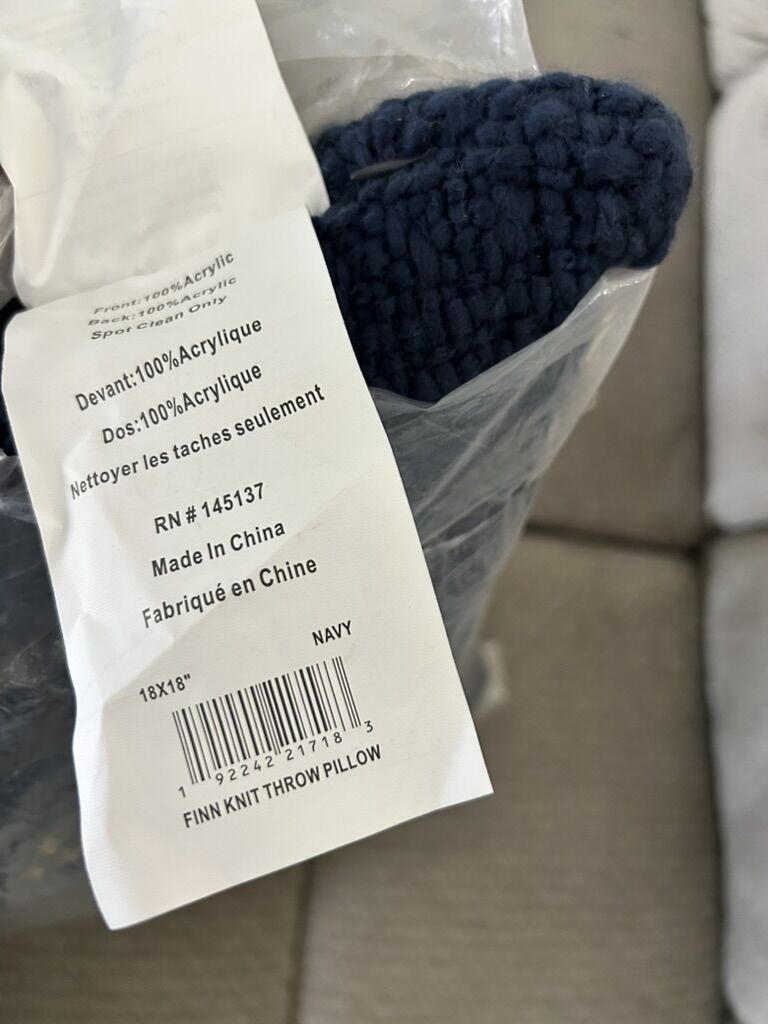 Front:100%Acrylic
Back:100%Acrylic
Spot Clean Only
Devant:100%Acrylique
Dos:100%Acrylique
Nettoyer les taches seulement
RN # 145137
Made In China
Fabriqué en Chine
NAVY
18X18"
1 92242 21718 3
FINN KNIT THROW PILLOW